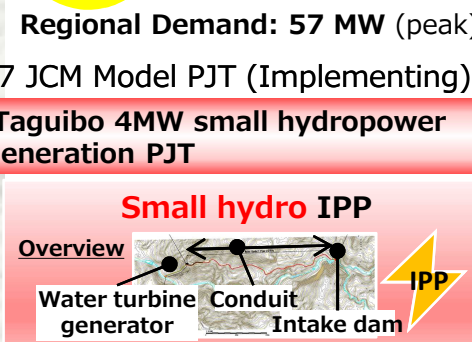 Regional Demand: 57 MW (peak)
7 JCM Model PJT (Implementing)
Taguibo 4MW small hydropower
eneration PJT
Small hydro IPP
Overview
IPP
Water turbine
generator
Conduit
Intake dam